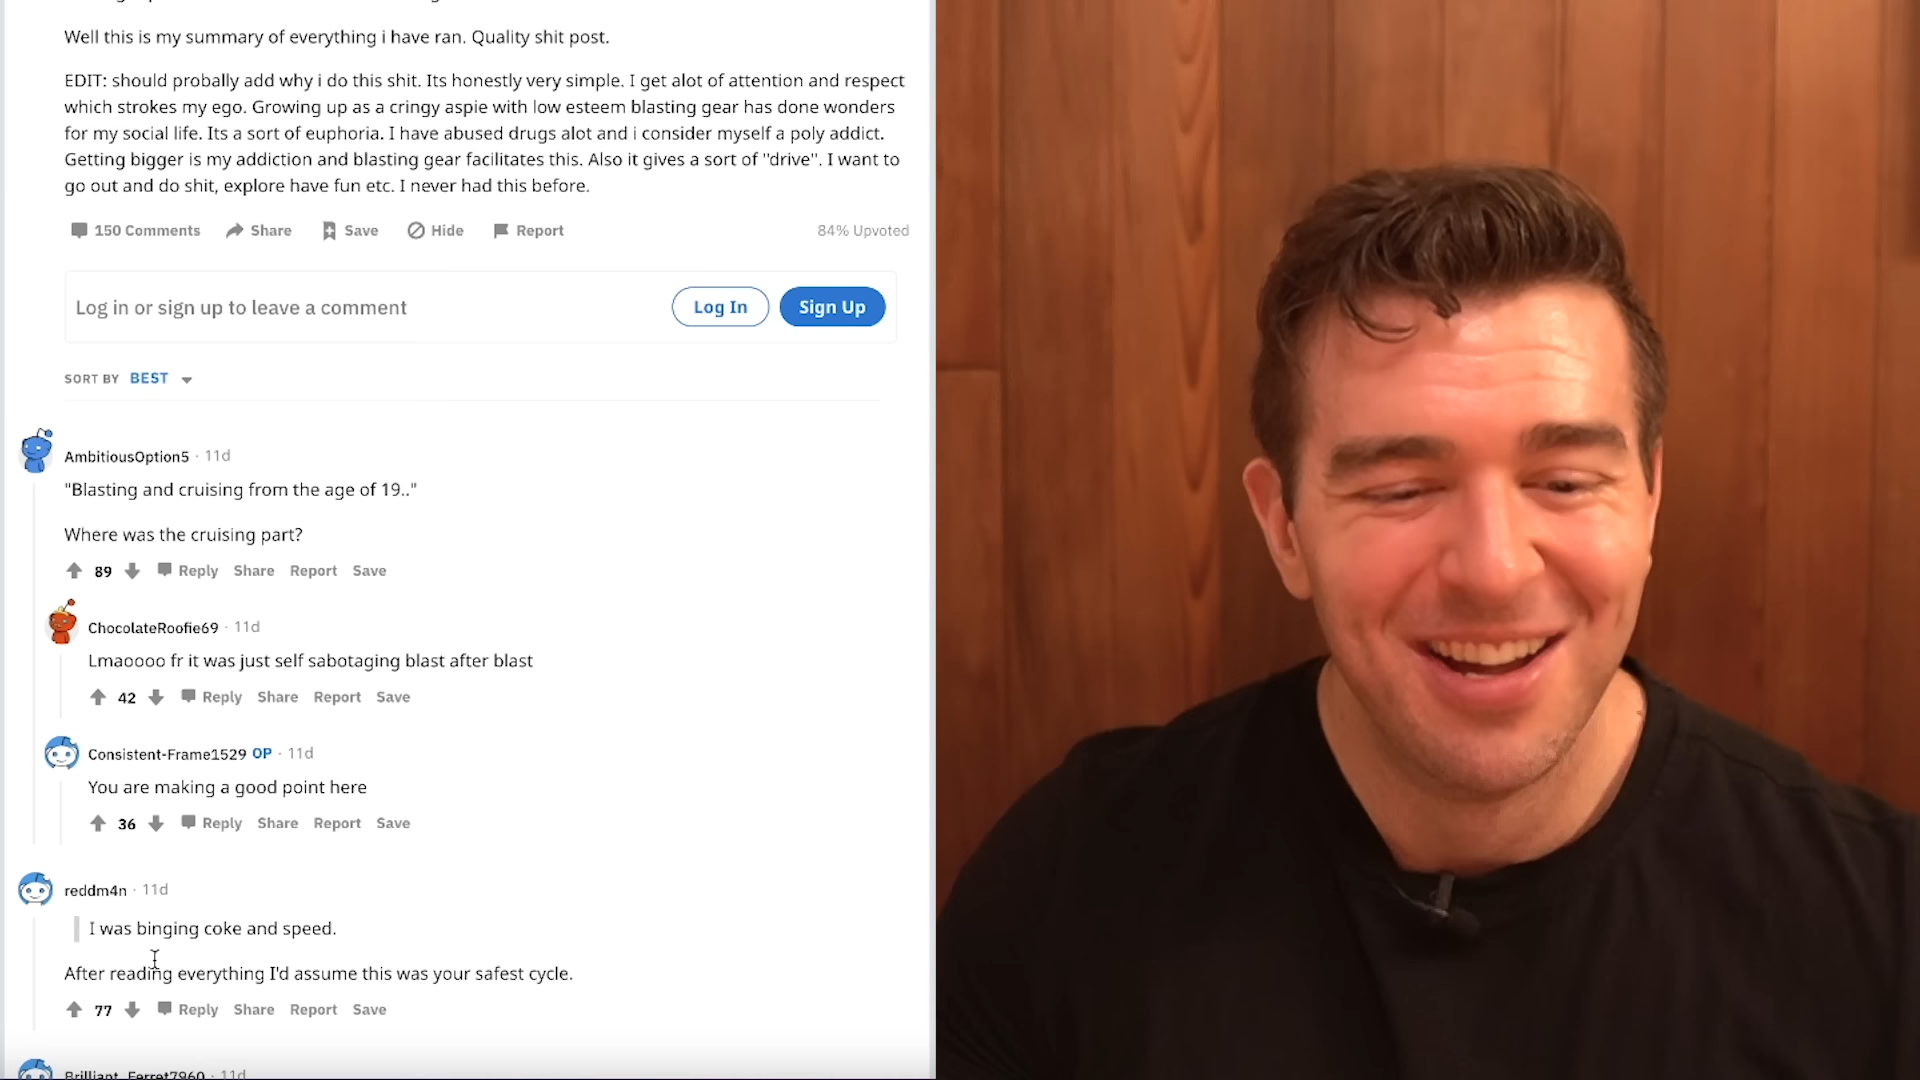 Well this is my summary of everything i have ran. Quality shit post.
EDIT: should probally add why i do this shit. Its honestly very simple. I get alot of attention and respect
which strokes my ego. Growing up as a cringy aspie with low esteem blasting gear has done wonders
for my social life. Its a sort of euphoria. I have abused drugs alot and i consider myself a poly addict.
Getting bigger is my addiction and blasting gear facilitates this. Also it gives a sort of "drive". I want to
go out and do shit, explore have fun etc. I never had this before.
150 Comments Share Save Hide Report 84% Upvoted
Log in or sign up to leave a comment Log In Sign Up
SORT BY BEST
AmbitiousOption5 · 11d
"Blasting and cruising from the age of 19.."
Where was the cruising part?
89 Reply Share Report Save
ChocolateRoofie69 · 11d
Lmaoooo fr it was just self sabotaging blast after blast
42 Reply Share Report Save
Consistent-Frame1529 OP · 11d
You are making a good point here
36 Reply Share Report Save
reddm4n · 11d
I was binging coke and speed.
After reading everything I'd assume this was your safest cycle.
77 Reply Share Report Save
Brilliant_Ferret7960 · 11d